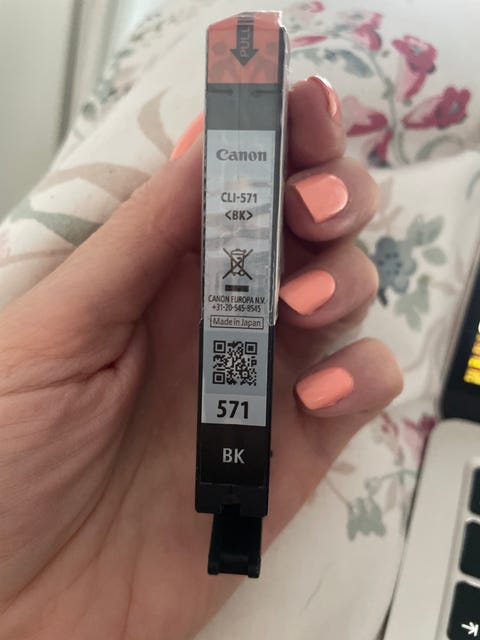 PULL
Canon
CLI-571
<BK>
CANON EUROPA N.V.
+31-20-545-8545
Made in Japan
571
BK
*